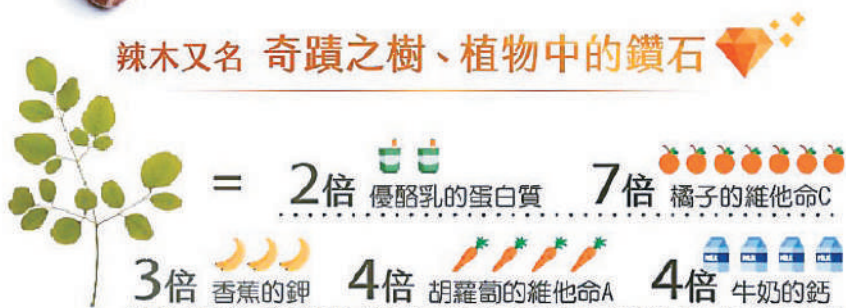 辣木又名 奇蹟之樹、植物中的鑽石
= 2倍 優酪乳的蛋白質 7倍 橘子的維他命C
3倍 香蕉的鉀 4倍 胡蘿蔔的維他命A 4倍 牛奶的鈣